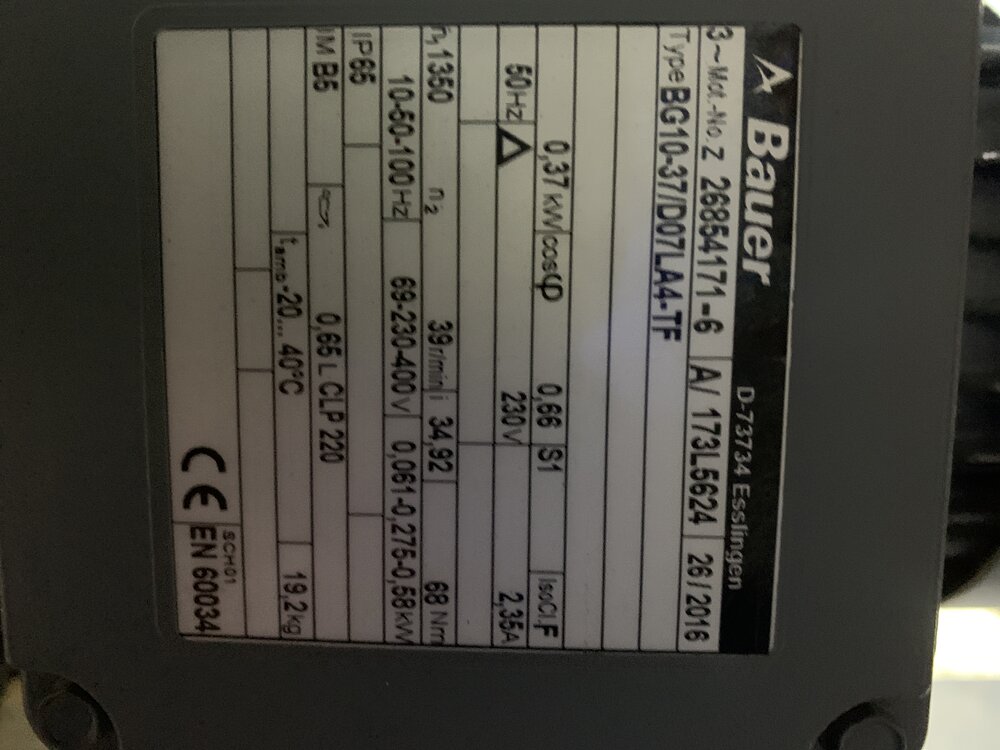 Bauer D-73734 Esslingen
3~Mot.-No. Z 26854171-6 A/ 173L5624 26/2016
Type BG10-37/D07LA4-TF
0,37 kW cosφ 0,66 S1 IsoCl.F
50Hz △ 230V 2,35A
n₁ 1350 n₂ 39 r/min i 34,92 68 Nm
10-50-100 Hz 69-230-400 V 0,061-0,275-0,58 kW
IP65
IM B5 0,65 L CLP 220
tamb-20... 40°C 19,2 kg
SCH01
CE EN 60034